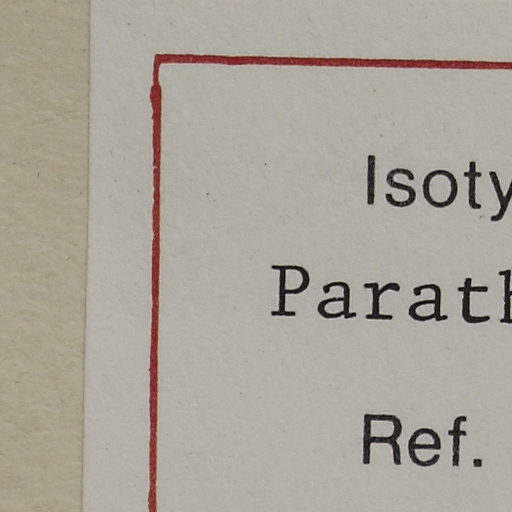 Isoty
Parath
Ref.